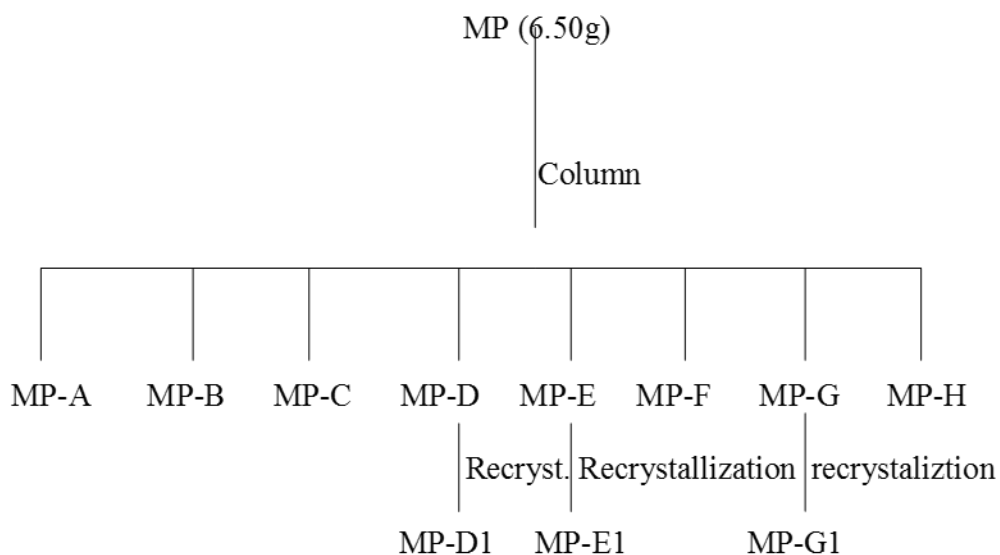 MP (6.50g)
Column
MP-A MP-B MP-C MP-D MP-E MP-F MP-G MP-H
Recryst. Recrystallization recrystaliztion
MP-D1 MP-E1 MP-G1